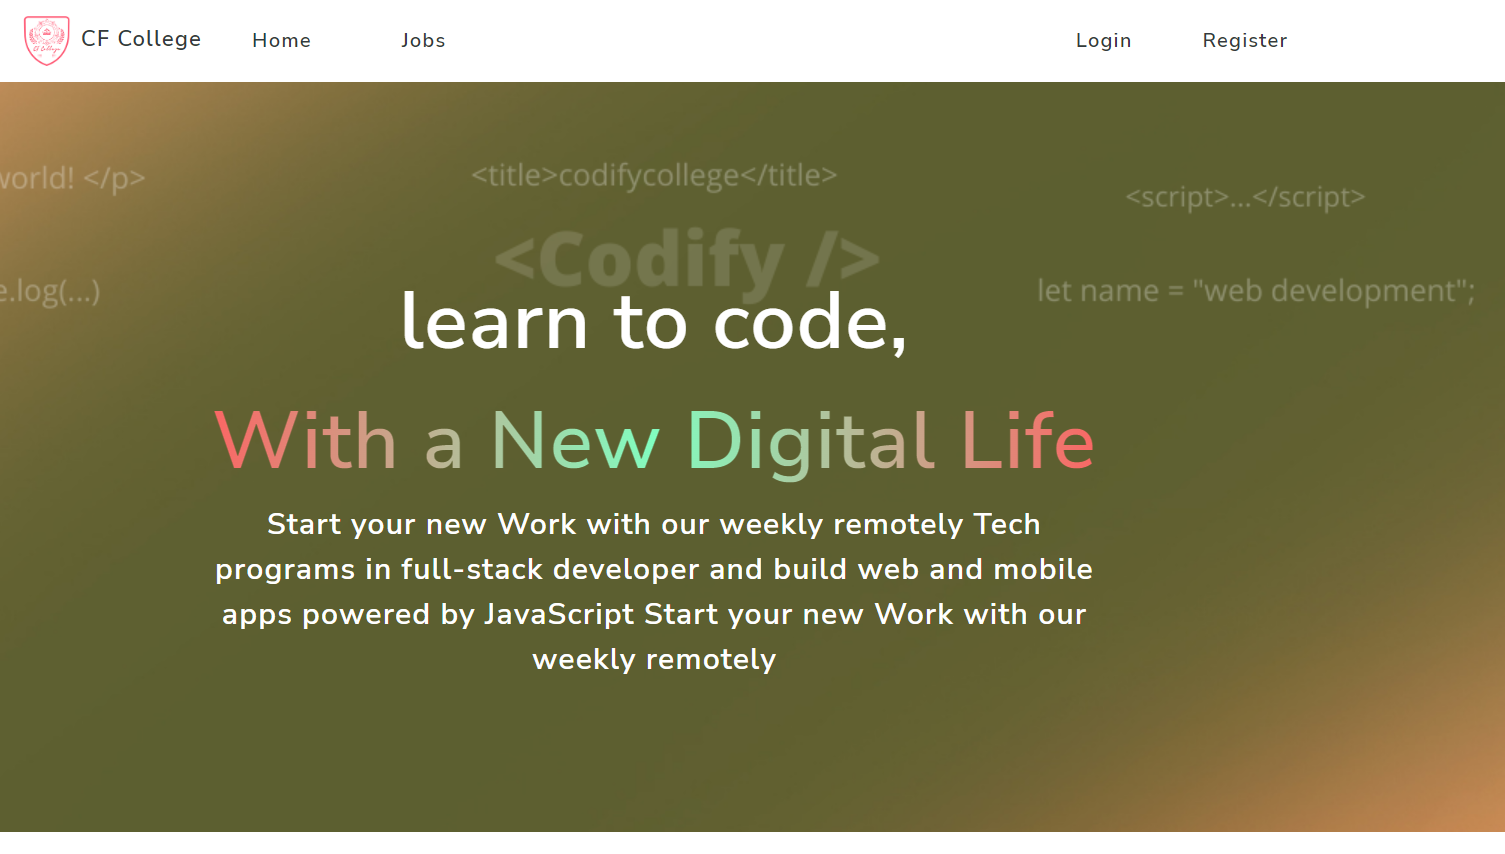 CF College
Home
Jobs
Login
Register
world! </p>
<title>codifycollege</title>
<script>...</script>
<Codify />
e.log(...)
let name = "web development";
learn to code,
With a New Digital Life
Start your new Work with our weekly remotely Tech
programs in full-stack developer and build web and mobile
apps powered by JavaScript Start your new Work with our
weekly remotely